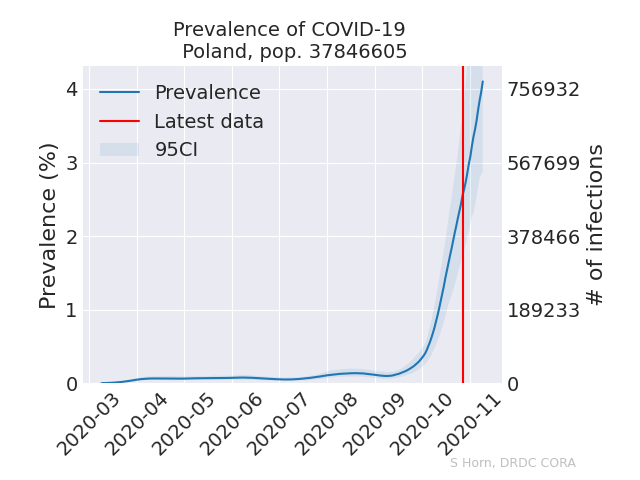 Prevalence of COVID-19
Poland, pop. 37846605
Prevalence
Latest data
95CI
Prevalence (%)
4
3
2
1
0
756932
567699
378466
189233
0
# of infections
2020-03
2020-04
2020-05
2020-06
2020-07
2020-08
2020-09
2020-10
2020-11
S Horn, DRDC CORA